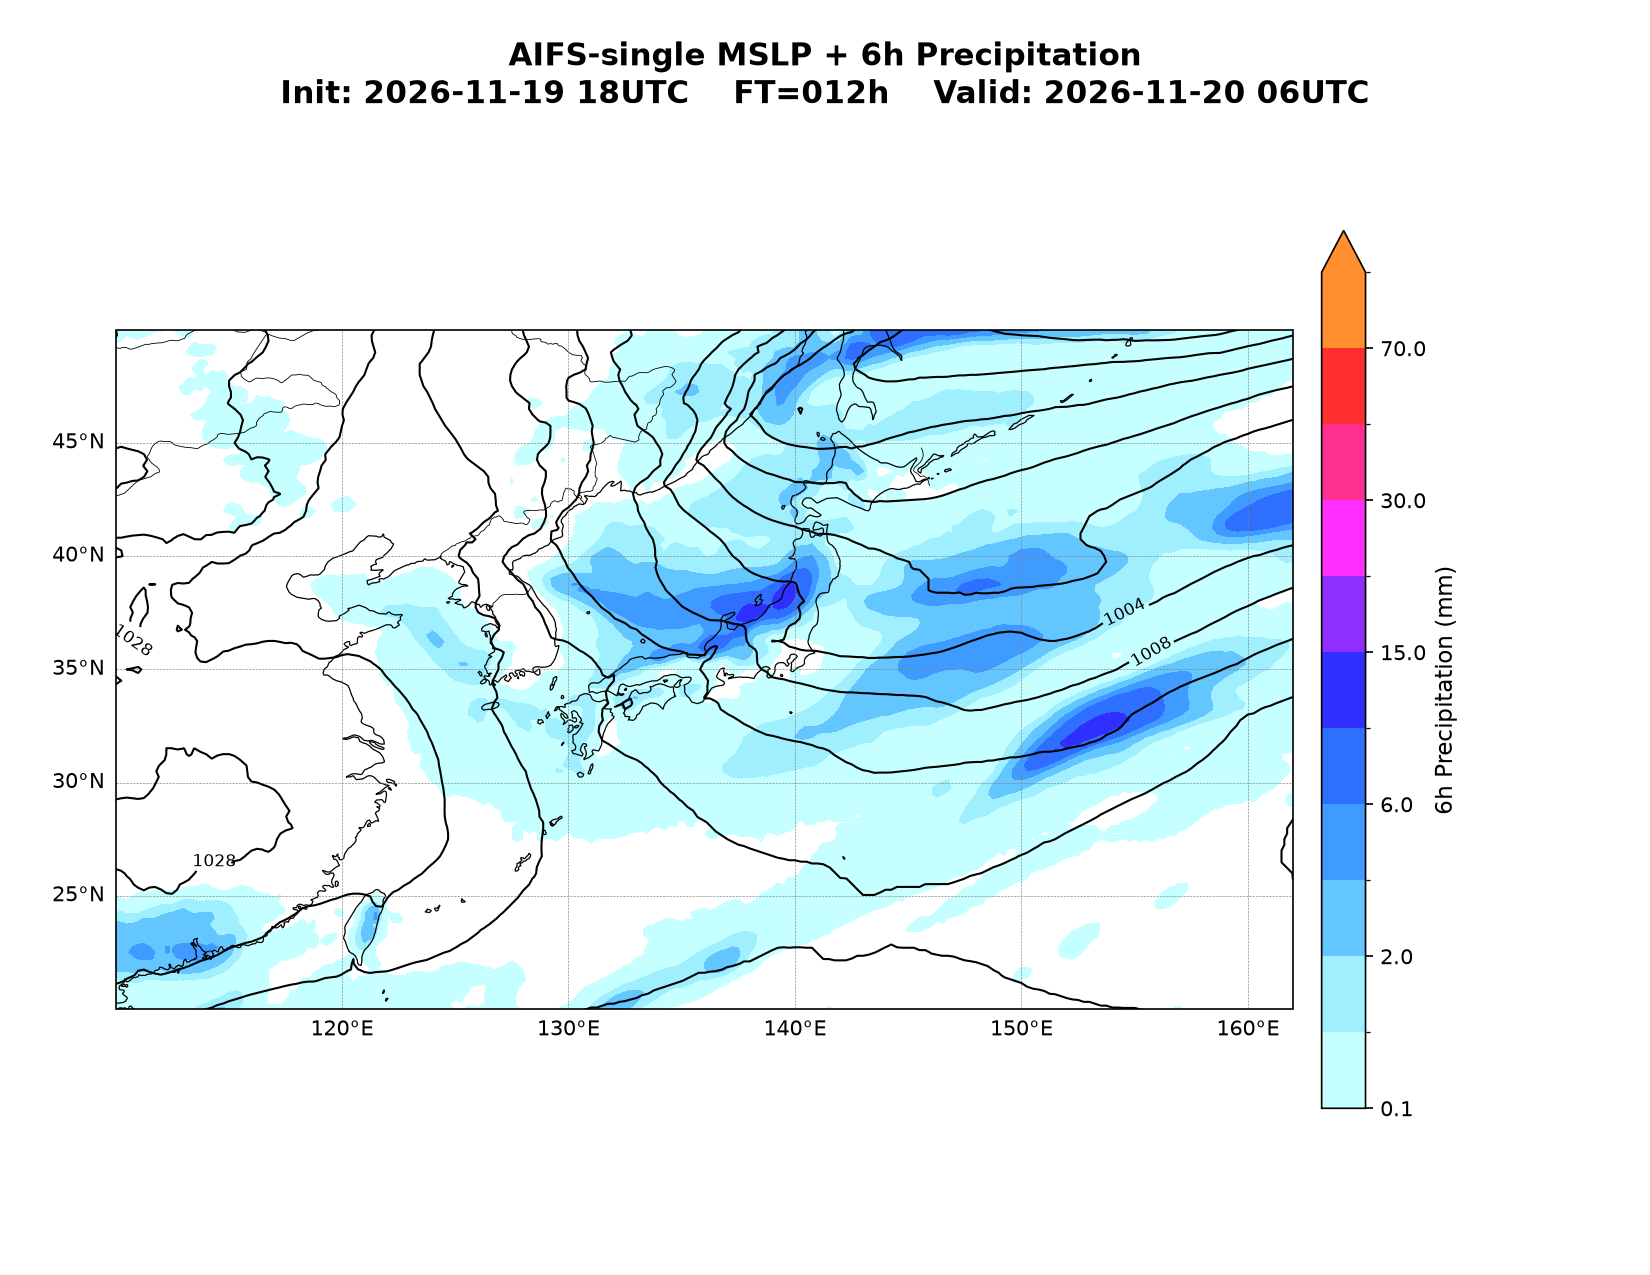 AIFS-single MSLP + 6h Precipitation
Init: 2026-11-19 18UTC    FT=012h    Valid: 2026-11-20 06UTC
70.0
30.0
15.0
6.0
2.0
0.1
6h Precipitation (mm)
45°N
40°N
35°N
30°N
25°N
1004
1008
1028
1028
120°E
130°E
140°E
150°E
160°E